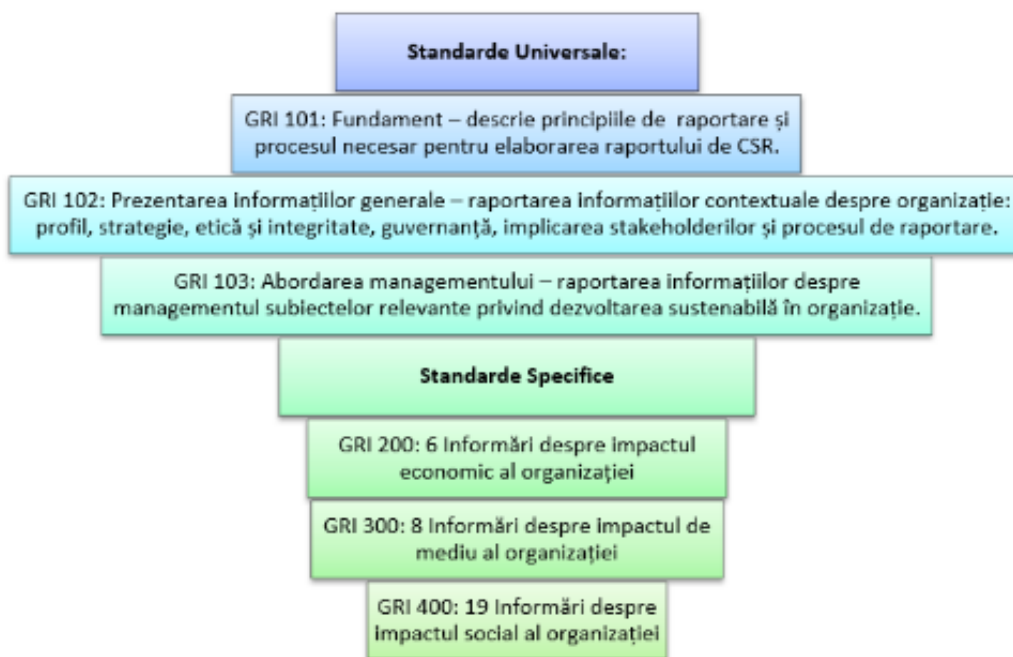 Standarde Universale:
GRI 101: Fundament – descrie principiile de raportare și
procesul necesar pentru elaborarea raportului de CSR.
GRI 102: Prezentarea informațiilor generale – raportarea informațiilor contextuale despre organizație:
profil, strategie, etică și integritate, guvernanță, implicarea stakeholderilor și procesul de raportare.
GRI 103: Abordarea managementului – raportarea informațiilor despre
managementul subiectelor relevante privind dezvoltarea sustenabilă în organizație.
Standarde Specifice
GRI 200: 6 Informări despre impactul
economic al organizației
GRI 300: 8 Informări despre impactul de
mediu al organizației
GRI 400: 19 Informări despre
impactul social al organizației